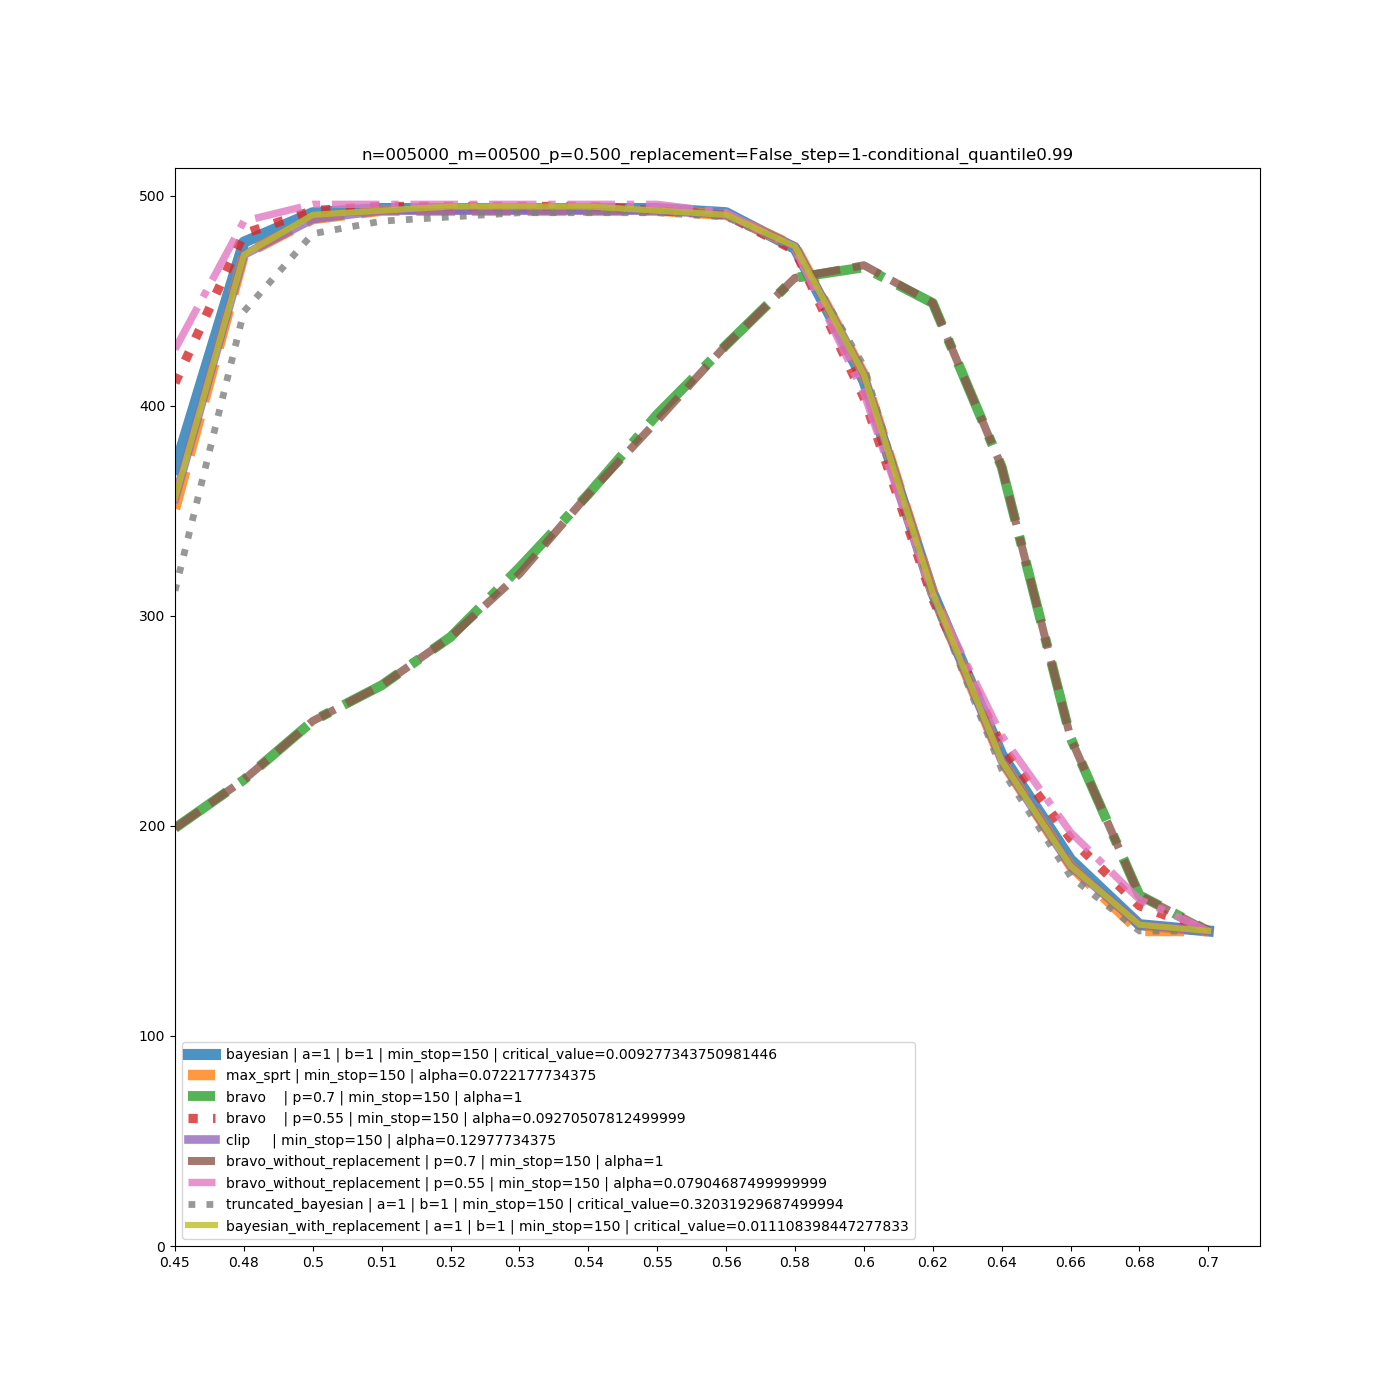 n=005000_m=00500_p=0.500_replacement=False_step=1-conditional_quantile0.99
500
400
300
200
100
0
bayesian | a=1 | b=1 | min_stop=150 | critical_value=0.009277343750981446
max_sprt | min_stop=150 | alpha=0.0722177734375
bravo | p=0.7 | min_stop=150 | alpha=1
bravo | p=0.55 | min_stop=150 | alpha=0.09270507812499999
clip | min_stop=150 | alpha=0.12977734375
bravo_without_replacement | p=0.7 | min_stop=150 | alpha=1
bravo_without_replacement | p=0.55 | min_stop=150 | alpha=0.07904687499999999
truncated_bayesian | a=1 | b=1 | min_stop=150 | critical_value=0.32031929687499994
bayesian_with_replacement | a=1 | b=1 | min_stop=150 | critical_value=0.011108398447277833
0.45 0.48 0.5 0.51 0.52 0.53 0.54 0.55 0.56 0.58 0.6 0.62 0.64 0.66 0.68 0.7